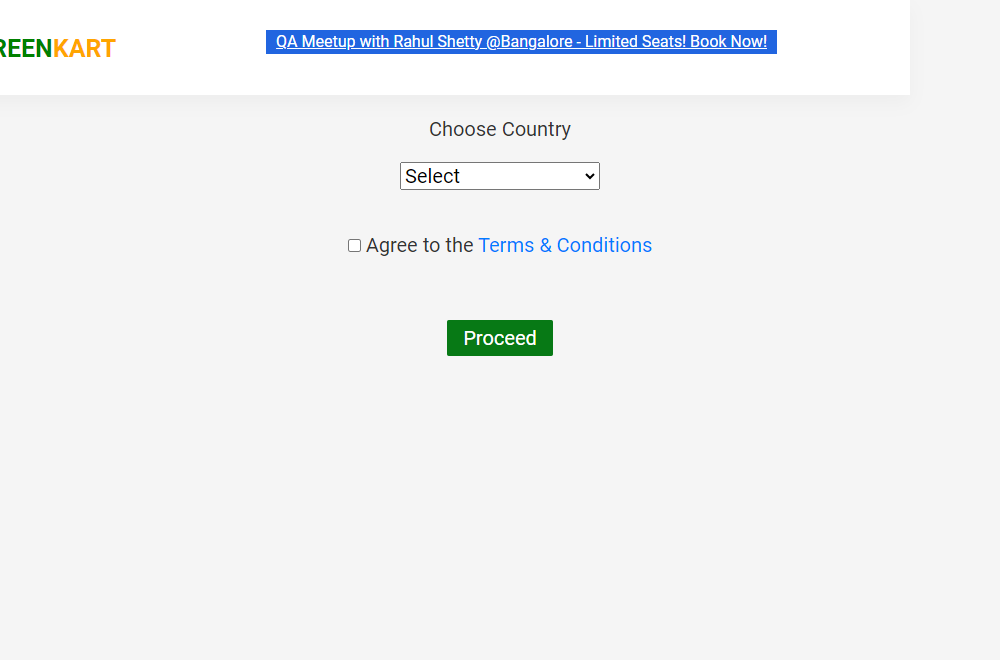 REENKART
QA Meetup with Rahul Shetty @Bangalore - Limited Seats! Book Now!
Choose Country
Select
Agree to the Terms & Conditions
Proceed